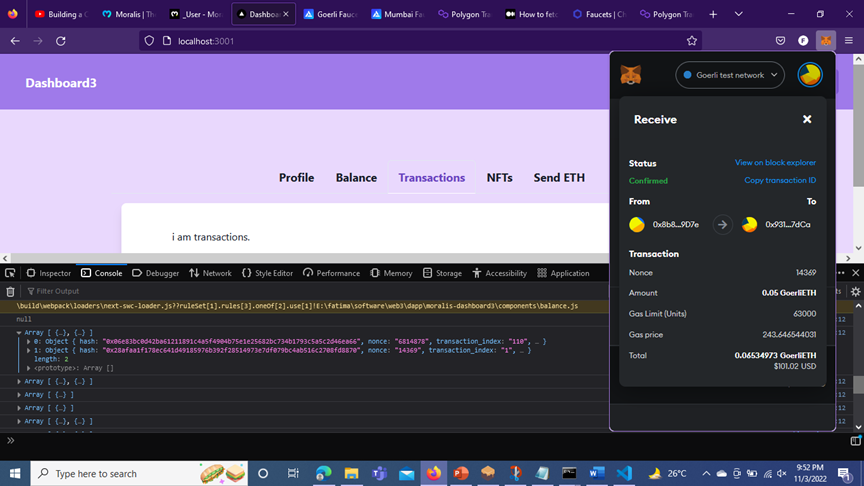 Building a C
Moralis | Th
_User - Mor
Dashboar
Goerli Fauce
Mumbai Fa
Polygon Tra
How to fetc
Faucets | Ch
Polygon Tra
localhost:3001
Dashboard3
Profile
Balance
Transactions
NFTs
Send ETH
i am transactions.
Goerli test network
Receive
Status
View on block explorer
Confirmed
Copy transaction ID
From
To
0x8b8...9D7e
0x931...7dCa
Transaction
Nonce
14369
Amount
0.05 GoerliETH
Gas Limit (Units)
63000
Gas price
243.646544031
Total
0.06534973 GoerliETH
$101.02 USD
Inspector
Console
Debugger
Network
Style Editor
Performance
Memory
Storage
Accessibility
Application
Filter Output
\build\webpack\loaders\next-swc-loader.js??ruleSet[1].rules[3].oneOf[2].use[1]!E:\fatima\software\web3\dapp\moralis-dashboard3\components\balance.js
null
Array [ {…}, {…} ]
0: Object { hash: "0x06e83bc0d42ba61211891c4a5f4904b75e1e25682bc734b1793c5a5c2d46ea66", nonce: "6814878", transaction_index: "110", … }
1: Object { hash: "0x28afaa1f178ec641d49185976b392f28514973e7df079bc4ab516c2708fd8870", nonce: "14369", transaction_index: "1", … }
length: 2
<prototype>: Array []
Array [ {…}, {…} ]
Array [ {…} ]
Array [ {…} ]
Array [ {…}, {…} ]
Type here to search
26°C
9:52 PM
11/3/2022